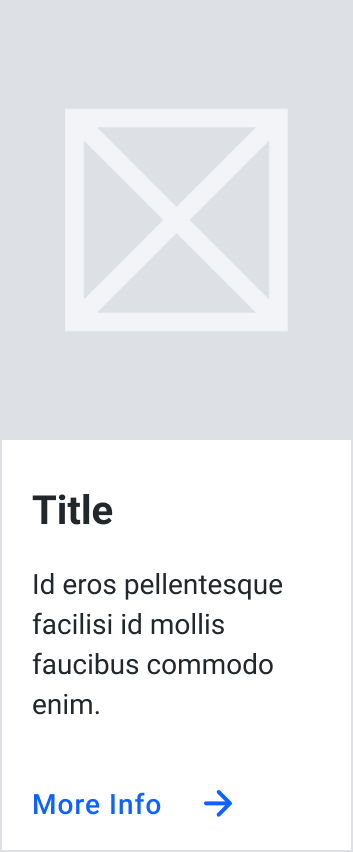 Title
Id eros pellentesque
facilisi id mollis
faucibus commodo
enim.
More Info